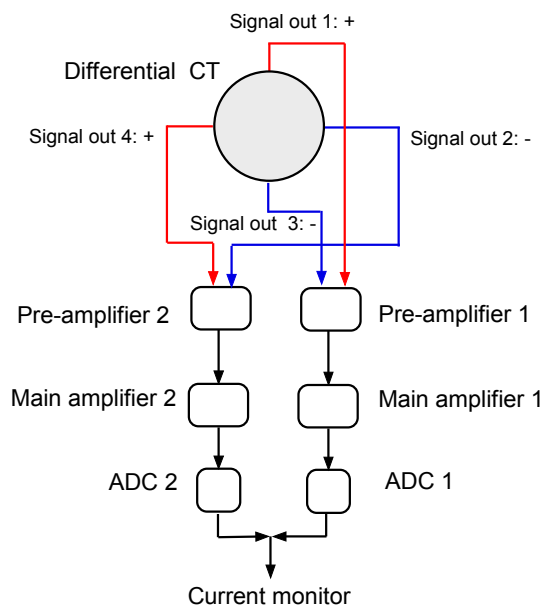 Signal out 1: +
Differential CT
Signal out 4: +
Signal out 2: -
Signal out 3: -
Pre-amplifier 2
Pre-amplifier 1
Main amplifier 2
Main amplifier 1
ADC 2
ADC 1
Current monitor